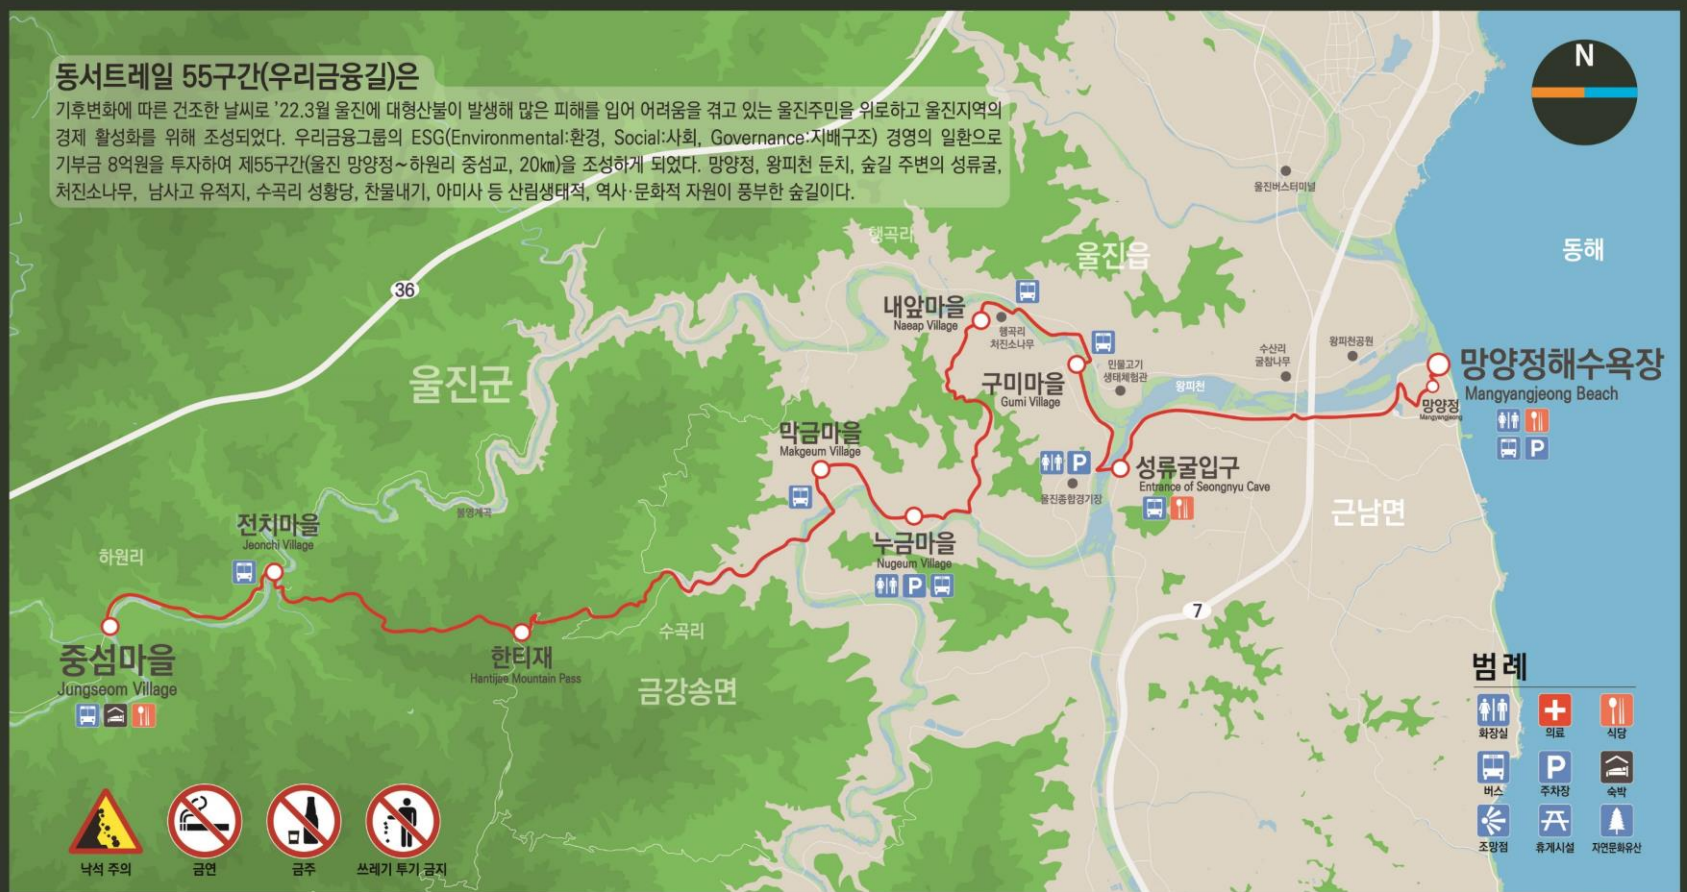 동서트레일 55구간(우리금융길)은
기후변화에 따른 건조한 날씨로 '22.3월 울진에 대형산불이 발생해 많은 피해를 입어 어려움을 겪고 있는 울진주민을 위로하고 울진지역의
경제 활성화를 위해 조성되었다. 우리금융그룹의 ESG(Environmental:환경, Social:사회, Governance:지배구조) 경영의 일환으로
기부금 8억원을 투자하여 제55구간(울진 망양정~하원리 중섬교, 20㎞)을 조성하게 되었다. 망양정, 왕피천 둔치, 숲길 주변의 성류굴,
처진소나무, 남사고 유적지, 수곡리 성황당, 찬물내기, 아미사 등 산림생태적, 역사·문화적 자원이 풍부한 숲길이다.
N
울진버스터미널
동해
행곡리
울진읍
36
내앞마을
Naeap Village
행곡리
처진소나무
수산리
굴참나무
왕피천공원
망양정해수욕장
Mangyangjeong Beach
P
망양정
Mangyangjeong
민물고기
생태체험관
왕피천
구미마을
Gumi Village
울진군
막금마을
Makgeum Village
P
울진종합경기장
성류굴입구
Entrance of Seongnyu Cave
근남면
불영계곡
전치마을
Jeonchi Village
하원리
누금마을
Nugeum Village
P
7
중섬마을
Jungseom Village
한티재
Hantijae Mountain Pass
수곡리
금강송면
범례
화장실
의료
식당
P
버스
주차장
숙박
조망점
휴게시설
자연문화유산
낙석 주의
금연
금주
쓰레기 투기 금지